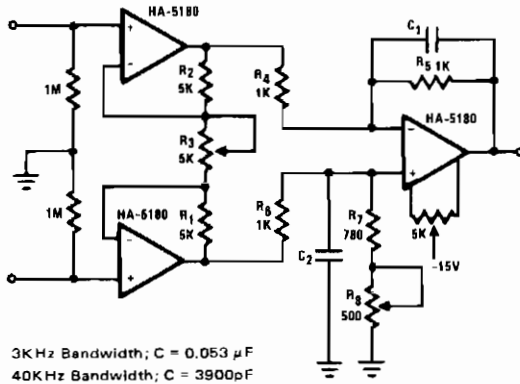 HA-5180
HA-5180
HA-5180
C1
R5 1K
R2
5K
R4
1K
1M
R3
5K
1M
R1
5K
R6
1K
C2
R7
780
5K
-15V
R8
500
3KHz Bandwidth; C = 0.053 μF
40KHz Bandwidth; C = 3900pF